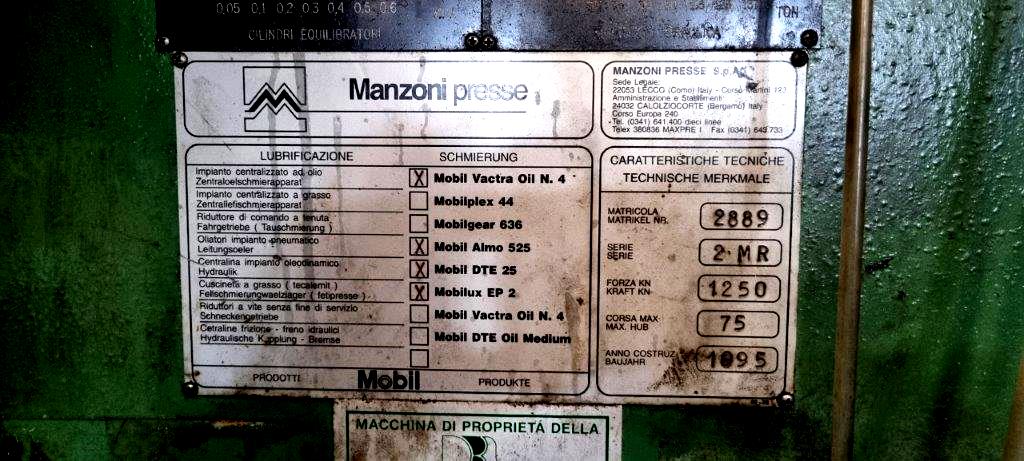 0,05 0,1 0,2 0,3 0,4 0,5 0,6
TON
CILINDRI EQUILIBRATORI
Manzoni presse
MANZONI PRESSE S.p.A.
Sede Legale:
22053 LECCO (Como) Italy - Corso
Amministrazione e Stabilimenti:
24032 CALOLZIOCORTE (Bergamo) Italy
Corso Europa 240
Tel. (0341) 641.400 dieci linee
Telex 380836 MAXPRE I Fax (0341) 643.733
LUBRIFICAZIONE SCHMIERUNG
Impianto centralizzato ad olio
Zentraloelschmierapparat
X Mobil Vactra Oil N. 4
Impianto centralizzato a grasso
Zentralfettschmierapparat
Mobilplex 44
Riduttore di comando a tenuta
Fahrgetriebe ( Tauschmierung )
Mobilgear 636
Oliatori impianto pneumatico
Leitungsoeler
X Mobil Almo 525
Centralina impianto oleodinamico
Hydraulik
X Mobil DTE 25
Cuscinetti a grasso ( tecalemit )
( fetpresse )
X Mobilux EP 2
Riduttori a vite senza fine di servizio
Schneckengetriebe
Mobil Vactra Oil N. 4
Cetraline frizione - freno idraulici
Hydraulische Kupplung - Bremse
Mobil DTE Oil Medium
PRODOTTI Mobil PRODUKTE
CARATTERISTICHE TECNICHE
TECHNISCHE MERKMALE
MATRICOLA
MATRIKEL NR.
2889
SERIE
SERIE
2 MR
FORZA KN
KRAFT KN
1250
CORSA MAX.
MAX. HUB
75
ANNO COSTRUZ.
BAUJAHR
1995
MACCHINA DI PROPRIETÀ DELLA